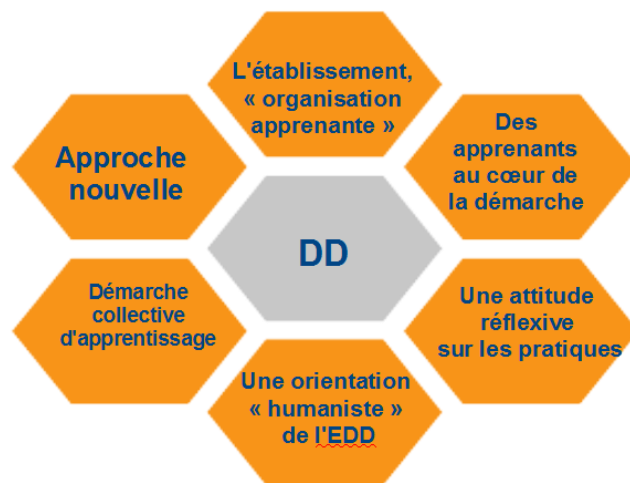 L'établissement,
« organisation
apprenante »
Des
apprenants
au cœur de
la démarche
Approche
nouvelle
DD
Démarche
collective
d'apprentissage
Une attitude
réflexive
sur les pratiques
Une orientation
« humaniste »
de l'EDD